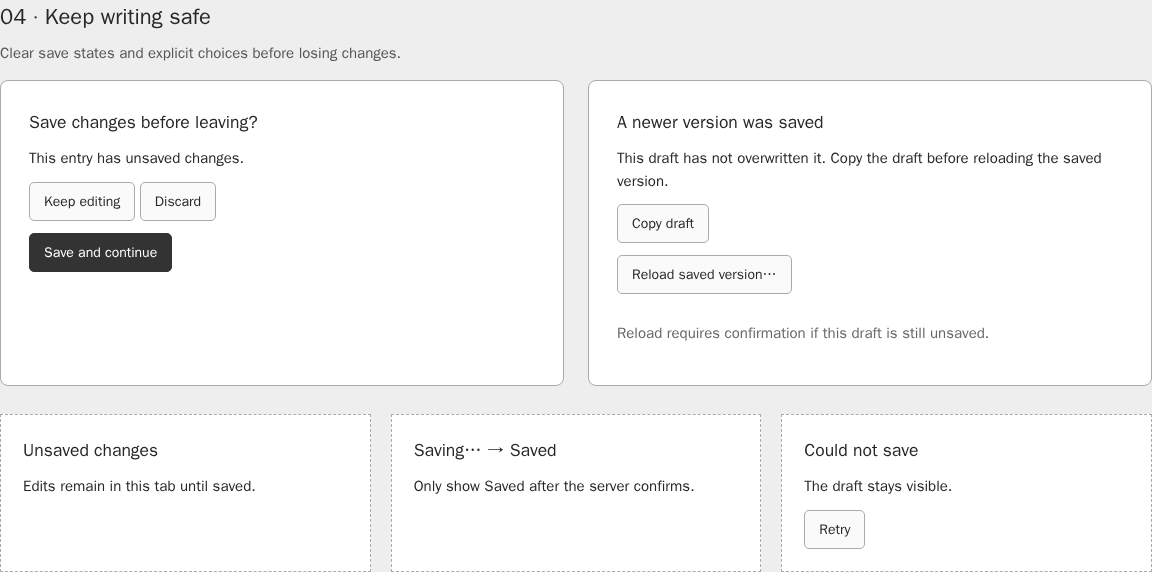 04 · Keep writing safe
Clear save states and explicit choices before losing changes.
Save changes before leaving?
This entry has unsaved changes.
Keep editing
Discard
Save and continue
A newer version was saved
This draft has not overwritten it. Copy the draft before reloading the saved
version.
Copy draft
Reload saved version⋯
Reload requires confirmation if this draft is still unsaved.
Unsaved changes
Edits remain in this tab until saved.
Saving⋯ → Saved
Only show Saved after the server confirms.
Could not save
The draft stays visible.
Retry